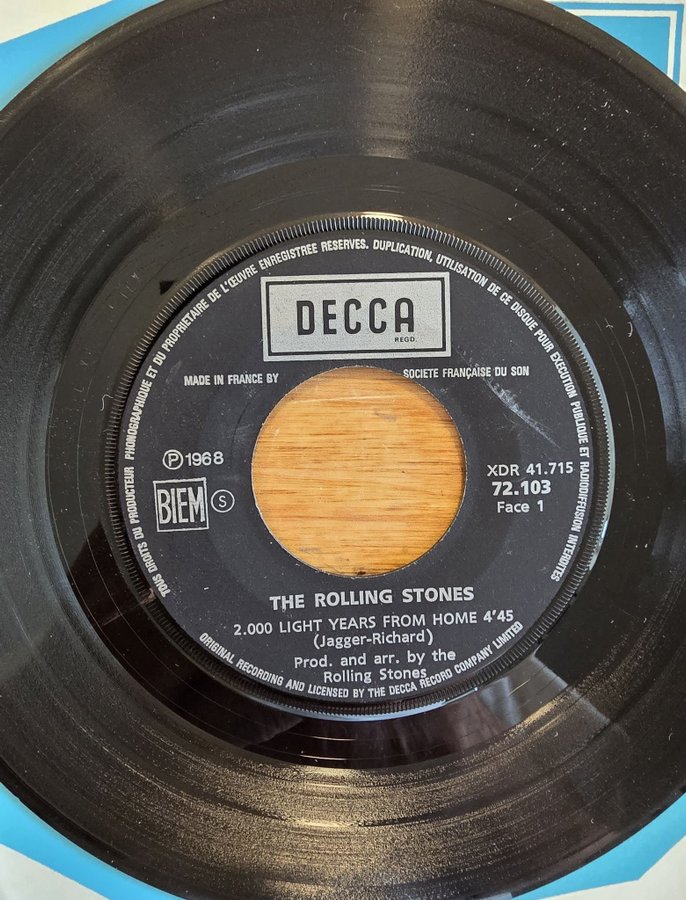 TOUS DROITS DU PRODUCTEUR PHONOGRAPHIQUE ET DU PROPRIETAIRE DE L'ŒUVRE ENREGISTREE RESERVES. DUPLICATION, UTILISATION DE CE DISQUE POUR EXECUTION PUBLIQUE ET RADIODIFFUSION INTERDITES
DECCA
REGD.
MADE IN FRANCE BY SOCIETE FRANÇAISE DU SON
℗ 1968
XDR 41.715
BIEM S
72.103
Face 1
THE ROLLING STONES
2.000 LIGHT YEARS FROM HOME 4'45
(Jagger-Richard)
Prod. and arr. by the
Rolling Stones
ORIGINAL RECORDING AND LICENSED BY THE DECCA RECORD COMPANY LIMITED